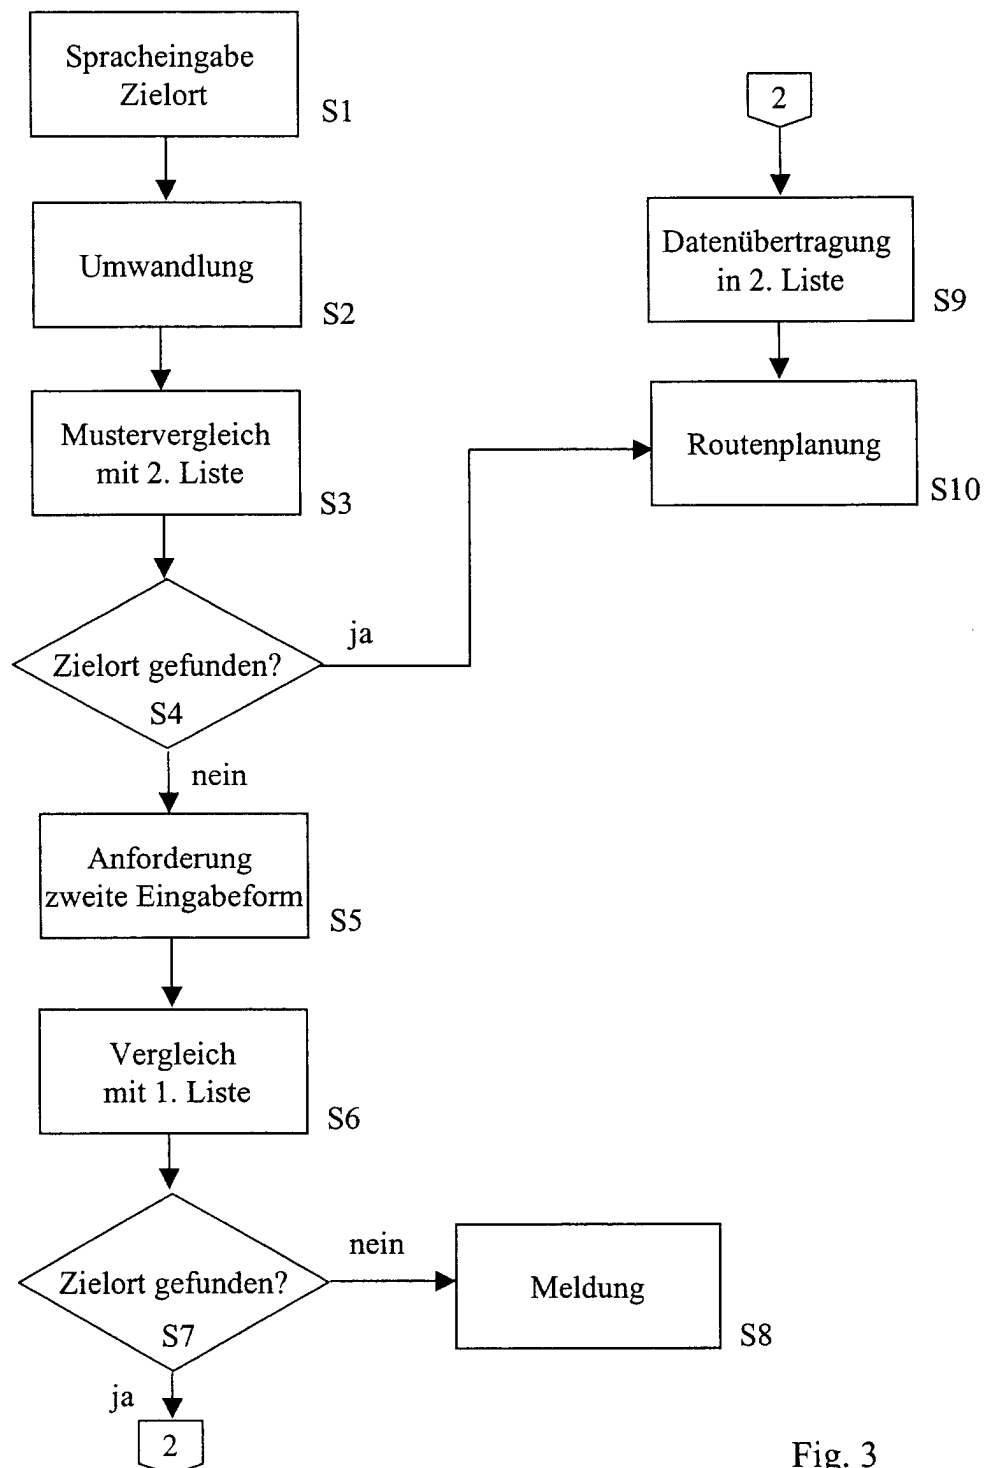 Spracheingabe
Zielort
S1
Umwandlung
S2
Mustervergleich
mit 2. Liste
S3
Zielort gefunden?
S4
ja
nein
Anforderung
zweite Eingabeform
S5
Vergleich
mit 1. Liste
S6
Zielort gefunden?
S7
nein
Meldung
S8
ja
2
2
Datenübertragung
in 2. Liste
S9
Routenplanung
S10
Fig. 3